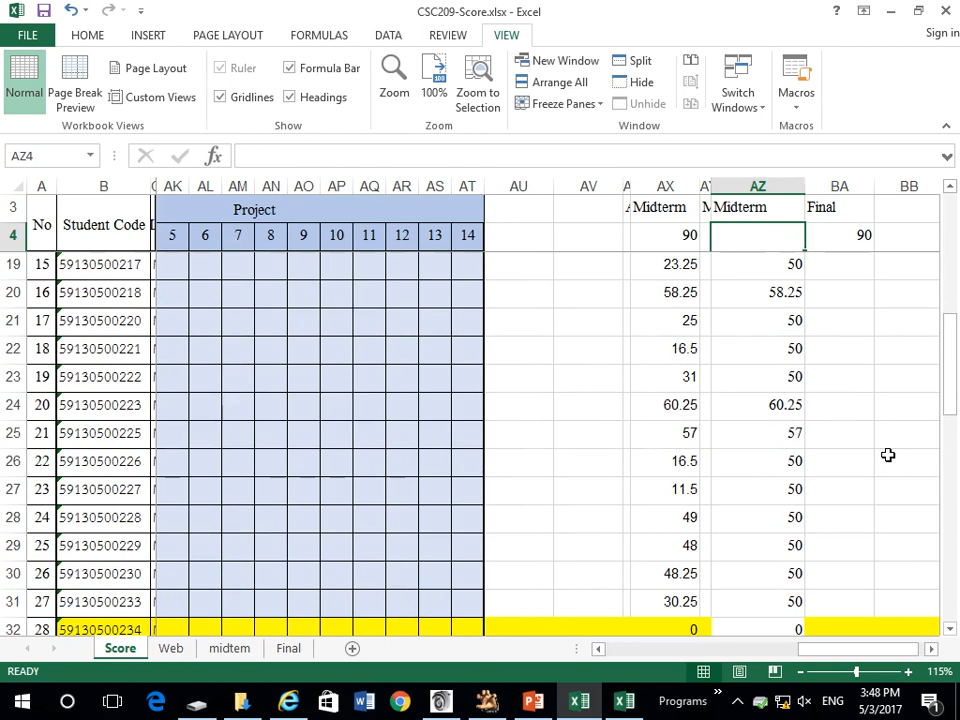 CSC209-Score.xlsx - Excel
?
FILE HOME INSERT PAGE LAYOUT FORMULAS DATA REVIEW VIEW Sign in
Normal
Page Break Preview
Page Layout
Custom Views
Workbook Views
Ruler
Formula Bar
Gridlines
Headings
Show
Zoom
100
100%
Zoom to Selection
Zoom
New Window
Arrange All
Freeze Panes
Split
Hide
Unhide
Switch Windows
Window
Macros
Macros
AZ4
fx
A B AK AL AM AN AO AP AQ AR AS AT AU AV AX AZ BA BB
3 No Student Code Project Midterm M Midterm Final
4 5 6 7 8 9 10 11 12 13 14 90 90
19 15 59130500217 23.25 50
20 16 59130500218 58.25 58.25
21 17 59130500220 25 50
22 18 59130500221 16.5 50
23 19 59130500222 31 50
24 20 59130500223 60.25 60.25
25 21 59130500225 57 57
26 22 59130500226 16.5 50
27 23 59130500227 11.5 50
28 24 59130500228 49 50
29 25 59130500229 48 50
30 26 59130500230 48.25 50
31 27 59130500233 30.25 50
32 28 59130500234 0 0
Score Web midterm Final
READY 115%
Programs ENG 3:48 PM
5/3/2017
1